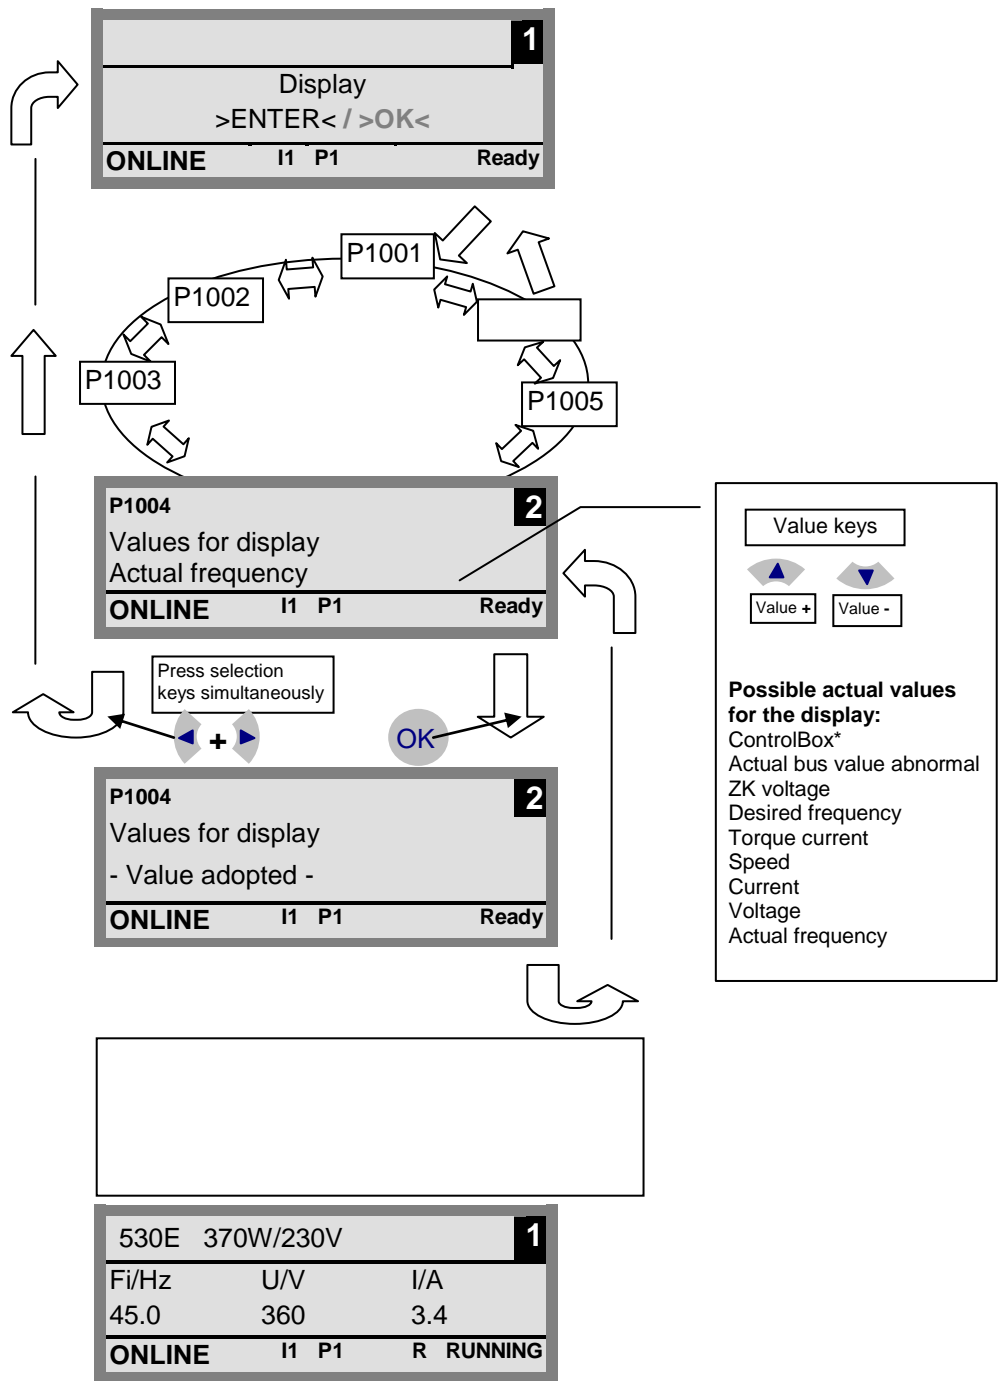 1
Display
>ENTER< / >OK<
ONLINE I1 P1 Ready
P1001
P1002
P1003
P1005
P1004 2
Values for display
Actual frequency
ONLINE I1 P1 Ready
Value keys
Value + Value -
Possible actual values
for the display:
ControlBox*
Actual bus value abnormal
ZK voltage
Desired frequency
Torque current
Speed
Current
Voltage
Actual frequency
Press selection
keys simultaneously
+
OK
P1004 2
Values for display
- Value adopted -
ONLINE I1 P1 Ready
530E 370W/230V 1
Fi/Hz U/V I/A
45.0 360 3.4
ONLINE I1 P1 R RUNNING